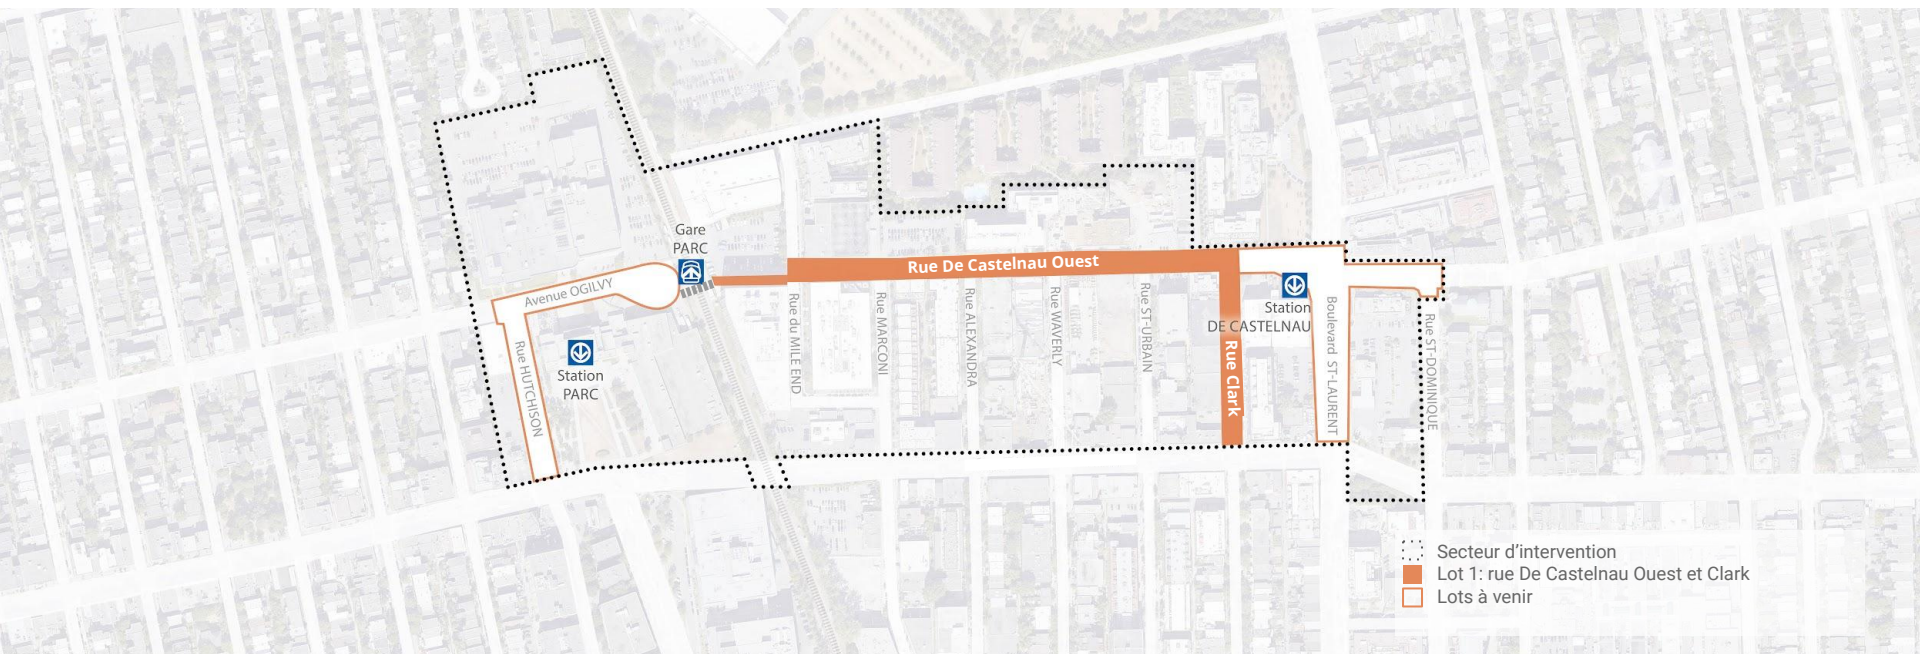 Gare
PARC
Rue De Castelnau Ouest
Avenue OGILVY
Station
DE CASTELNAU
Rue HUTCHISON
Station
PARC
Rue du MILE END
Rue MARCONI
Rue ALEXANDRA
Rue WAVERLY
Rue ST-URBAIN
Rue Clark
Boulevard ST-LAURENT
Rue ST-DOMINIQUE
Secteur d’intervention
Lot 1: rue De Castelnau Ouest et Clark
Lots à venir